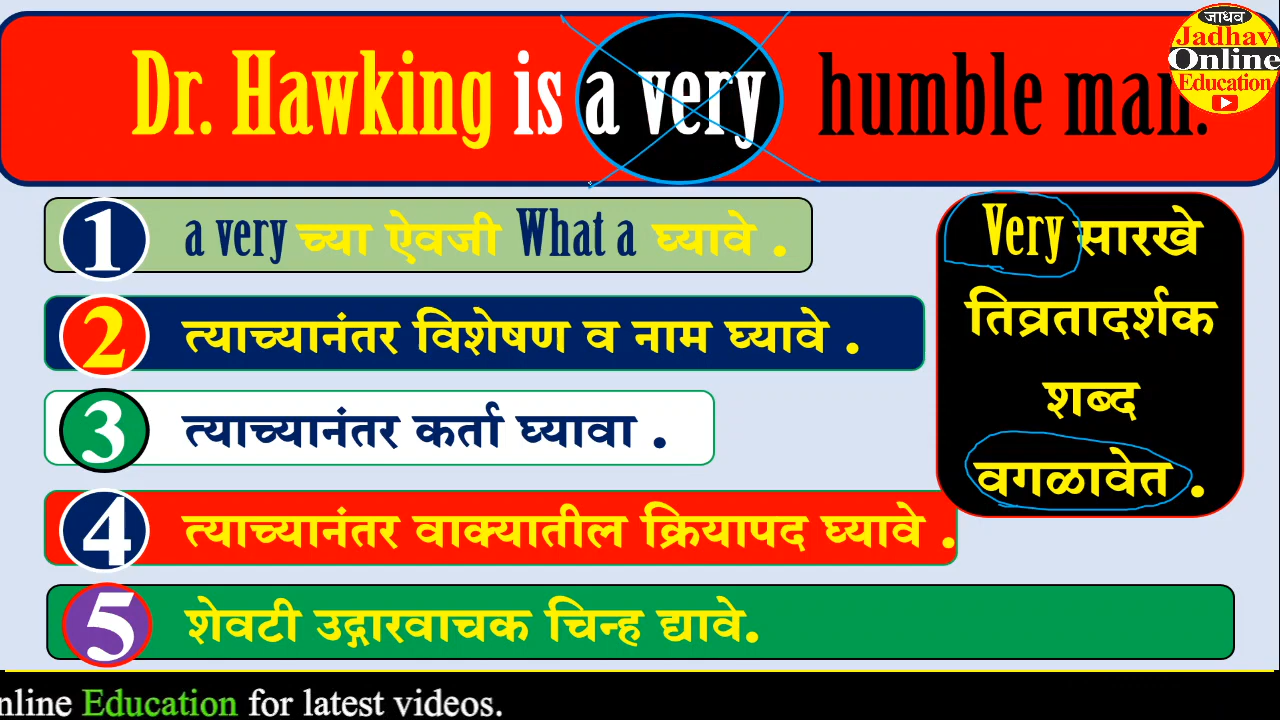 Dr. Hawking is a very humble man.
जाधव
Jadhav
Online
Education
1 a very च्या ऐवजी What a घ्यावे .
2 त्याच्यानंतर विशेषण व नाम घ्यावे .
3 त्याच्यानंतर कर्ता घ्यावा .
4 त्याच्यानंतर वाक्यातील क्रियापद घ्यावे .
5 शेवटी उद्गारवाचक चिन्ह द्यावे.
Very सारखे
तिव्रतादर्शक
शब्द
वगळावेत .
nline Education for latest videos.